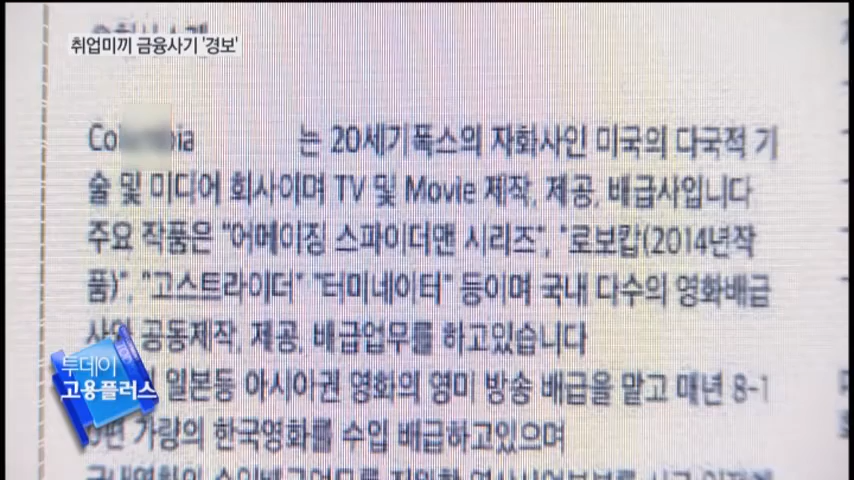 취업미끼 금융사기 '경보'
Co bia 는 20세기폭스의 자화사인 미국의 다국적 기
술 및 미디어 회사이며 TV 및 Movie 제작, 제공, 배급사입니다
주요 작품은 "어메이징 스파이더맨 시리즈", "로보캅(2014년작
품)", "고스트라이더" "터미네이터" 등이며 국내 다수의 영화배급
사와 공동제작, 제공, 배급업무를 하고있습니다
일본등 아시아권 영화의 영미 방송 배급을 말고 매년 8-1
0편 가량의 한국영화를 수입 배급하고있으며
투데이
고용플러스